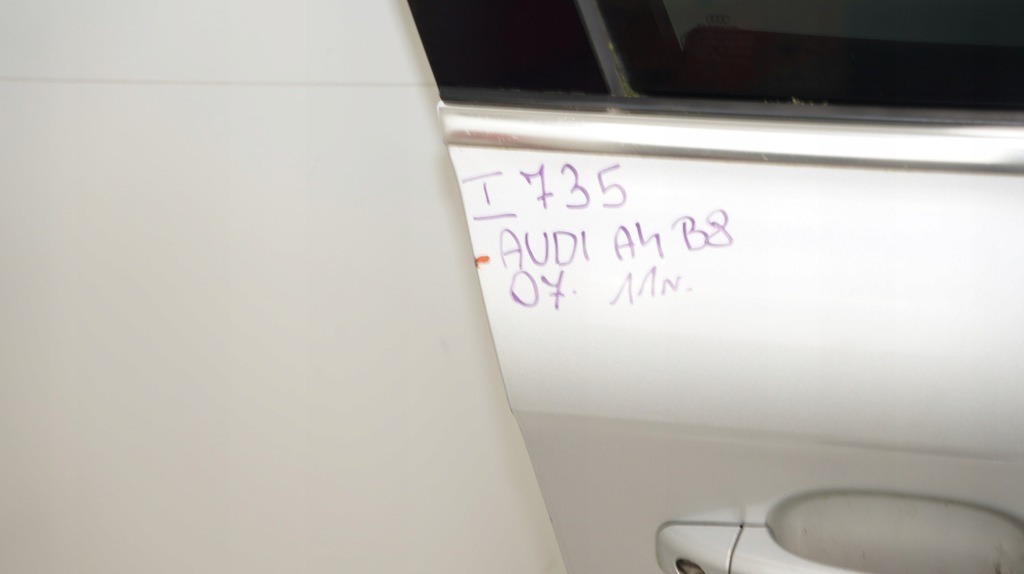 I 735
AUDI A4 B8
07. 11r.